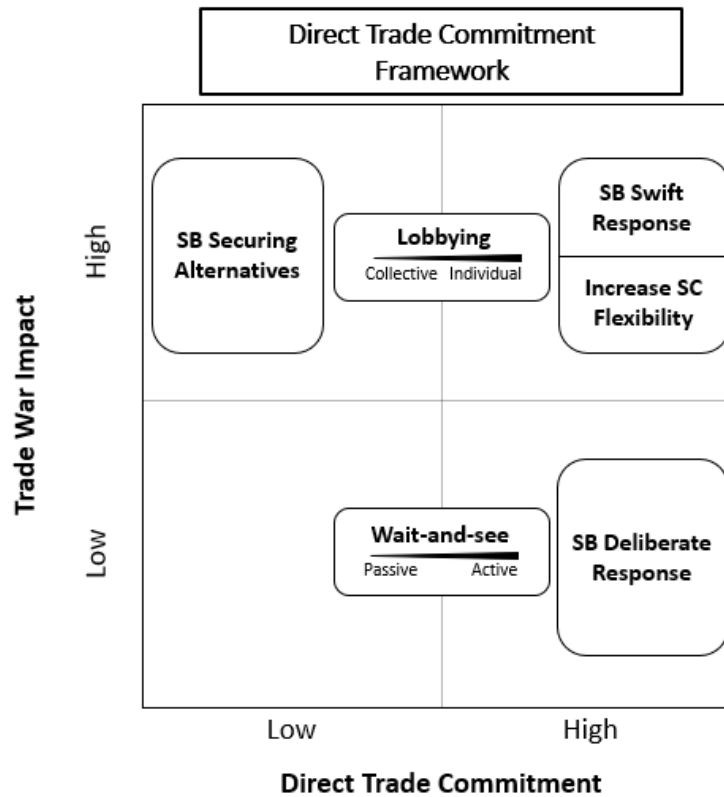 Direct Trade Commitment
Framework
Trade War Impact
High
SB Securing
Alternatives
Lobbying
Collective Individual
SB Swift
Response
Increase SC
Flexibility
Low
Wait-and-see
Passive Active
SB Deliberate
Response
Low High
Direct Trade Commitment